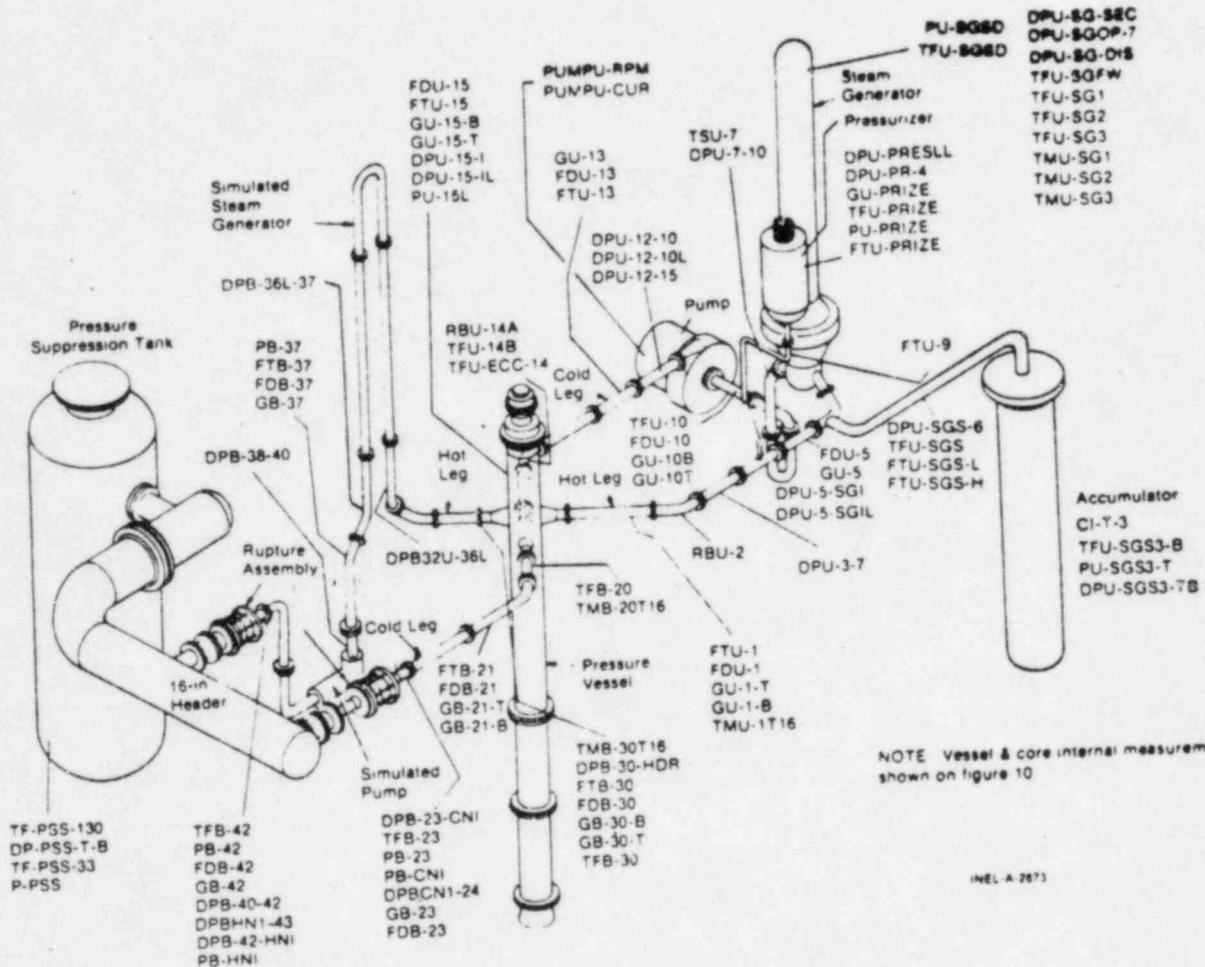 PU-SGSD
TFU-SGSD
DPU-SG-SEC
DPU-SGOP-7
DPU-SG-DIS
TFU-SGFW
TFU-SG1
TFU-SG2
TFU-SG3
TMU-SG1
TMU-SG2
TMU-SG3
Steam
Generator
Pressurizer
DPU-PRESLL
DPU-PR-4
GU-PRIZE
TFU-PRIZE
PU-PRIZE
FTU-PRIZE
PUMPU-RPM
PUMPU-CUR
FDU-15
FTU-15
GU-15-B
GU-15-T
DPU-15-I
DPU-15-IL
PU-15L
GU-13
FDU-13
FTU-13
TSU-7
DPU-7-10
Simulated
Steam
Generator
DPU-12-10
DPU-12-10L
DPU-12-15
Pump
DPB-36L-37
Pressure
Suppression Tank
PB-37
FTB-37
FDB-37
GB-37
RBU-14A
TFU-14B
TFU-ECC-14
Cold
Leg
FTU-9
DPB-38-40
Hot
Leg
Hot Leg
TFU-10
FDU-10
GU-10B
GU-10T
FDU-5
GU-5
DPU-5-SGI
DPU-5-SGIL
DPU-SGS-6
TFU-SGS
FTU-SGS-L
FTU-SGS-H
Accumulator
CI-T-3
TFU-SGS3-B
PU-SGS3-T
DPU-SGS3-TB
Rupture
Assembly
DPB32U-36L
RBU-2
DPU-3-7
TFB-20
TMB-20T16
Cold Leg
16-in
Header
FTB-21
FDB-21
GB-21-T
GB-21-B
Pressure
Vessel
FTU-1
FDU-1
GU-1-T
GU-1-B
TMU-1T16
Simulated
Pump
TMB-30T16
DPB-30-HDR
FTB-30
FDB-30
GB-30-B
GB-30-T
TFB-30
NOTE Vessel & core internal measurem
shown on figure 10
TF-PSS-130
DP-PSS-T-B
TF-PSS-33
P-PSS
TFB-42
PB-42
FDB-42
GB-42
DPB-40-42
DPBHN1-43
DPB-42-HNI
PB-HNI
DPB-23-CNI
TFB-23
PB-23
PB-CNI
DPBCN1-24
GB-23
FDB-23
INEL-A-2673